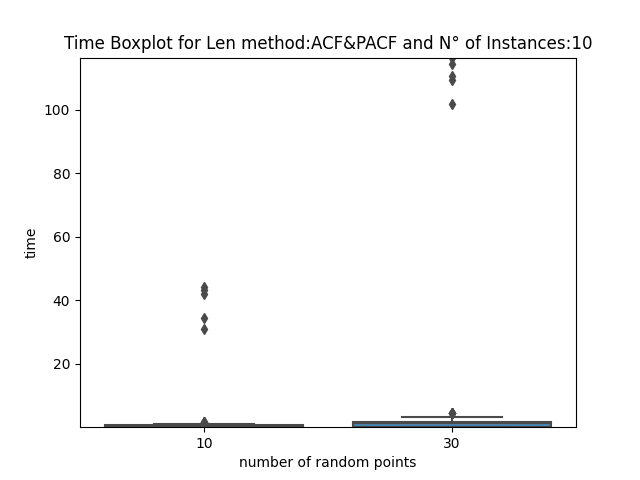 Time Boxplot for Len method:ACF&PACF and N° of Instances:10
100
80
60
40
20
time
10 30
number of random points